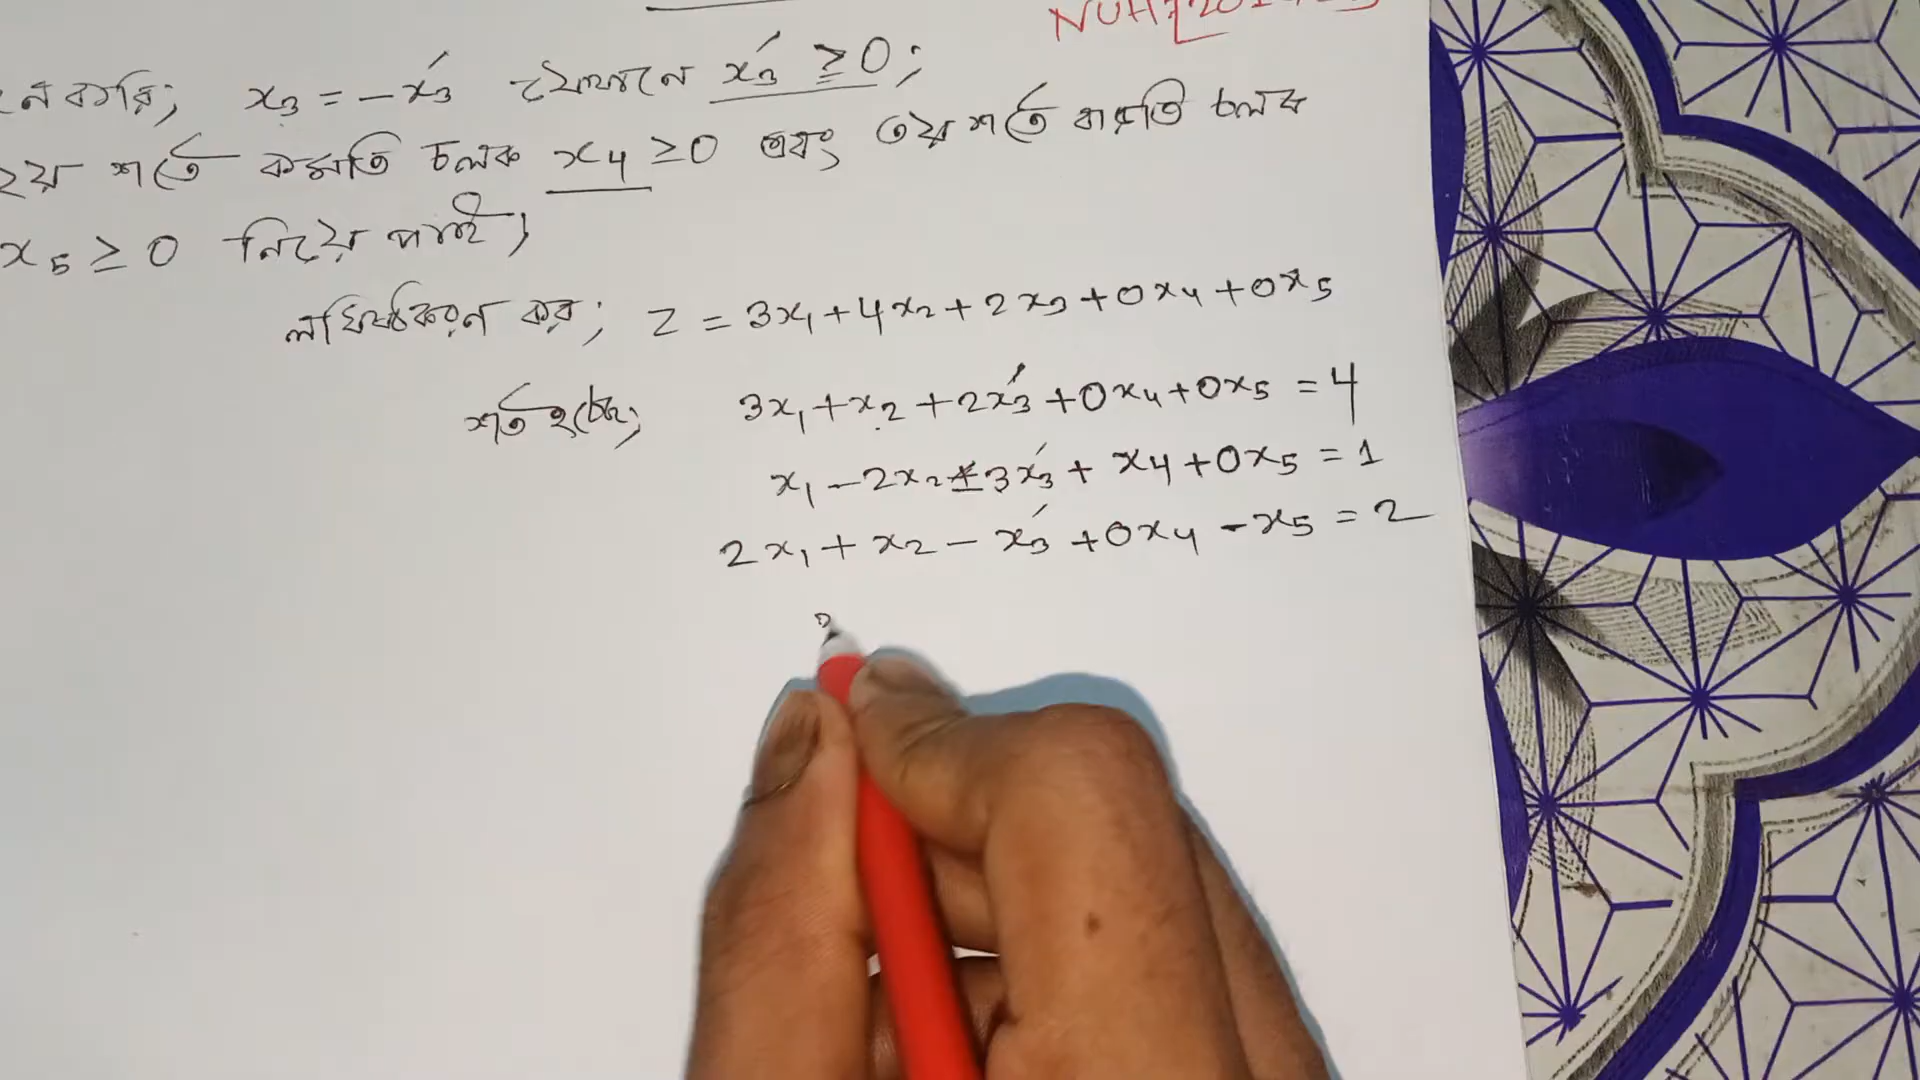 NUH
করি; x₃ = -x₃́ যেখানে x₃́ ≥ 0;
২য় শর্তে কমতি চলক x₄ ≥ 0 এবং ৩য় শর্তে বাড়তি চলক
x₅ ≥ 0 নিয়ে পাই;
লঘিষ্ঠকরণ কর; Z = 3x₁ + 4x₂ + 2x₃ + 0x₄ + 0x₅
শর্ত হচ্ছে; 3x₁ + x₂ + 2x₃́ + 0x₄ + 0x₅ = 4
x₁ - 2x₂ ± 3x₃́ + x₄ + 0x₅ = 1
2x₁ + x₂ - x₃́ + 0x₄ - x₅ = 2